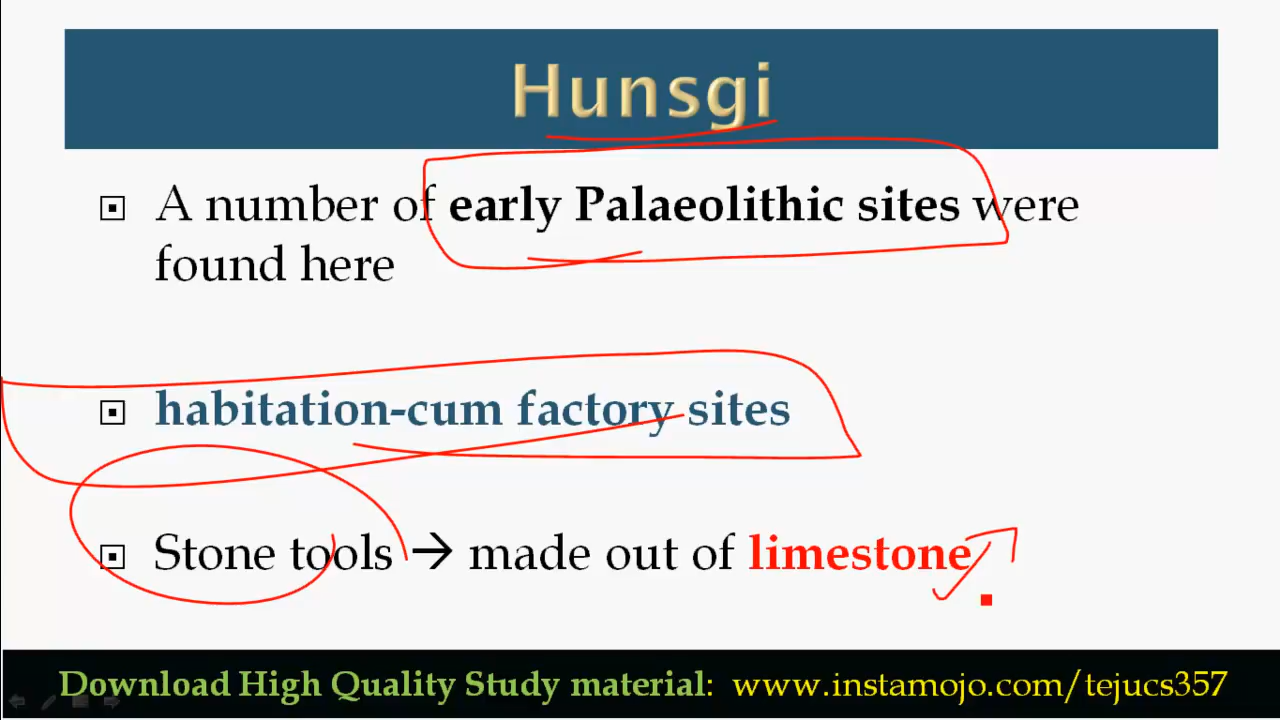 Hunsgi
A number of early Palaeolithic sites were
found here
habitation-cum factory sites
Stone tools → made out of limestone
Download High Quality Study material: www.instamojo.com/tejucs357